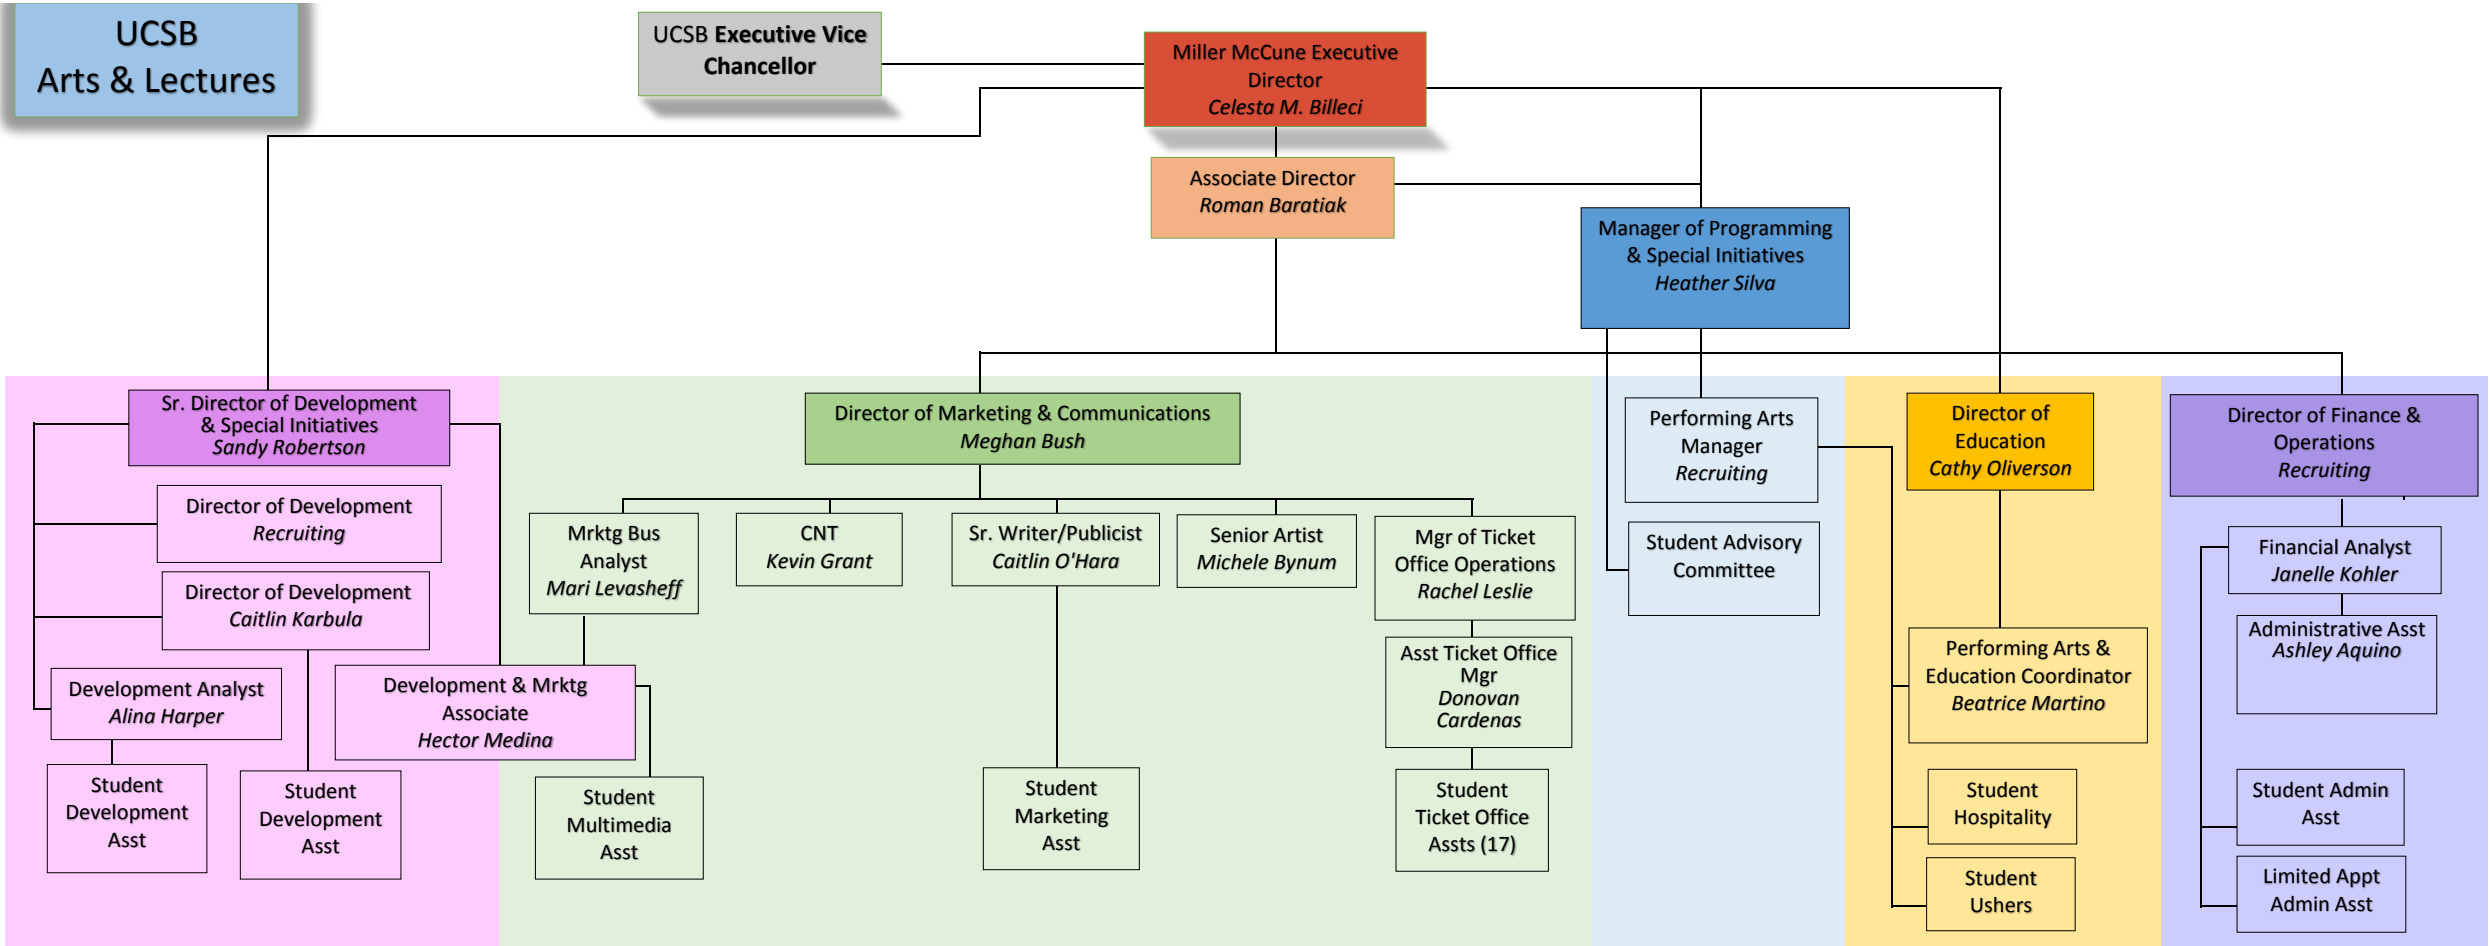 UCSB
Arts & Lectures
UCSB Executive Vice
Chancellor
Miller McCune Executive
Director
Celesta M. Billeci
Associate Director
Roman Baratiak
Manager of Programming
& Special Initiatives
Heather Silva
Sr. Director of Development
& Special Initiatives
Sandy Robertson
Director of Development
Recruiting
Director of Development
Caitlin Karbula
Development Analyst
Alina Harper
Student
Development
Asst
Student
Development
Asst
Development & Mrktg
Associate
Hector Medina
Director of Marketing & Communications
Meghan Bush
Mrktg Bus
Analyst
Mari Levasheff
CNT
Kevin Grant
Sr. Writer/Publicist
Caitlin O'Hara
Senior Artist
Michele Bynum
Mgr of Ticket
Office Operations
Rachel Leslie
Asst Ticket Office
Mgr
Donovan
Cardenas
Student
Multimedia
Asst
Student
Marketing
Asst
Student
Ticket Office
Assts (17)
Performing Arts
Manager
Recruiting
Student Advisory
Committee
Director of
Education
Cathy Oliverson
Performing Arts &
Education Coordinator
Beatrice Martino
Student
Hospitality
Student
Ushers
Director of Finance &
Operations
Recruiting
Financial Analyst
Janelle Kohler
Administrative Asst
Ashley Aquino
Student Admin
Asst
Limited Appt
Admin Asst